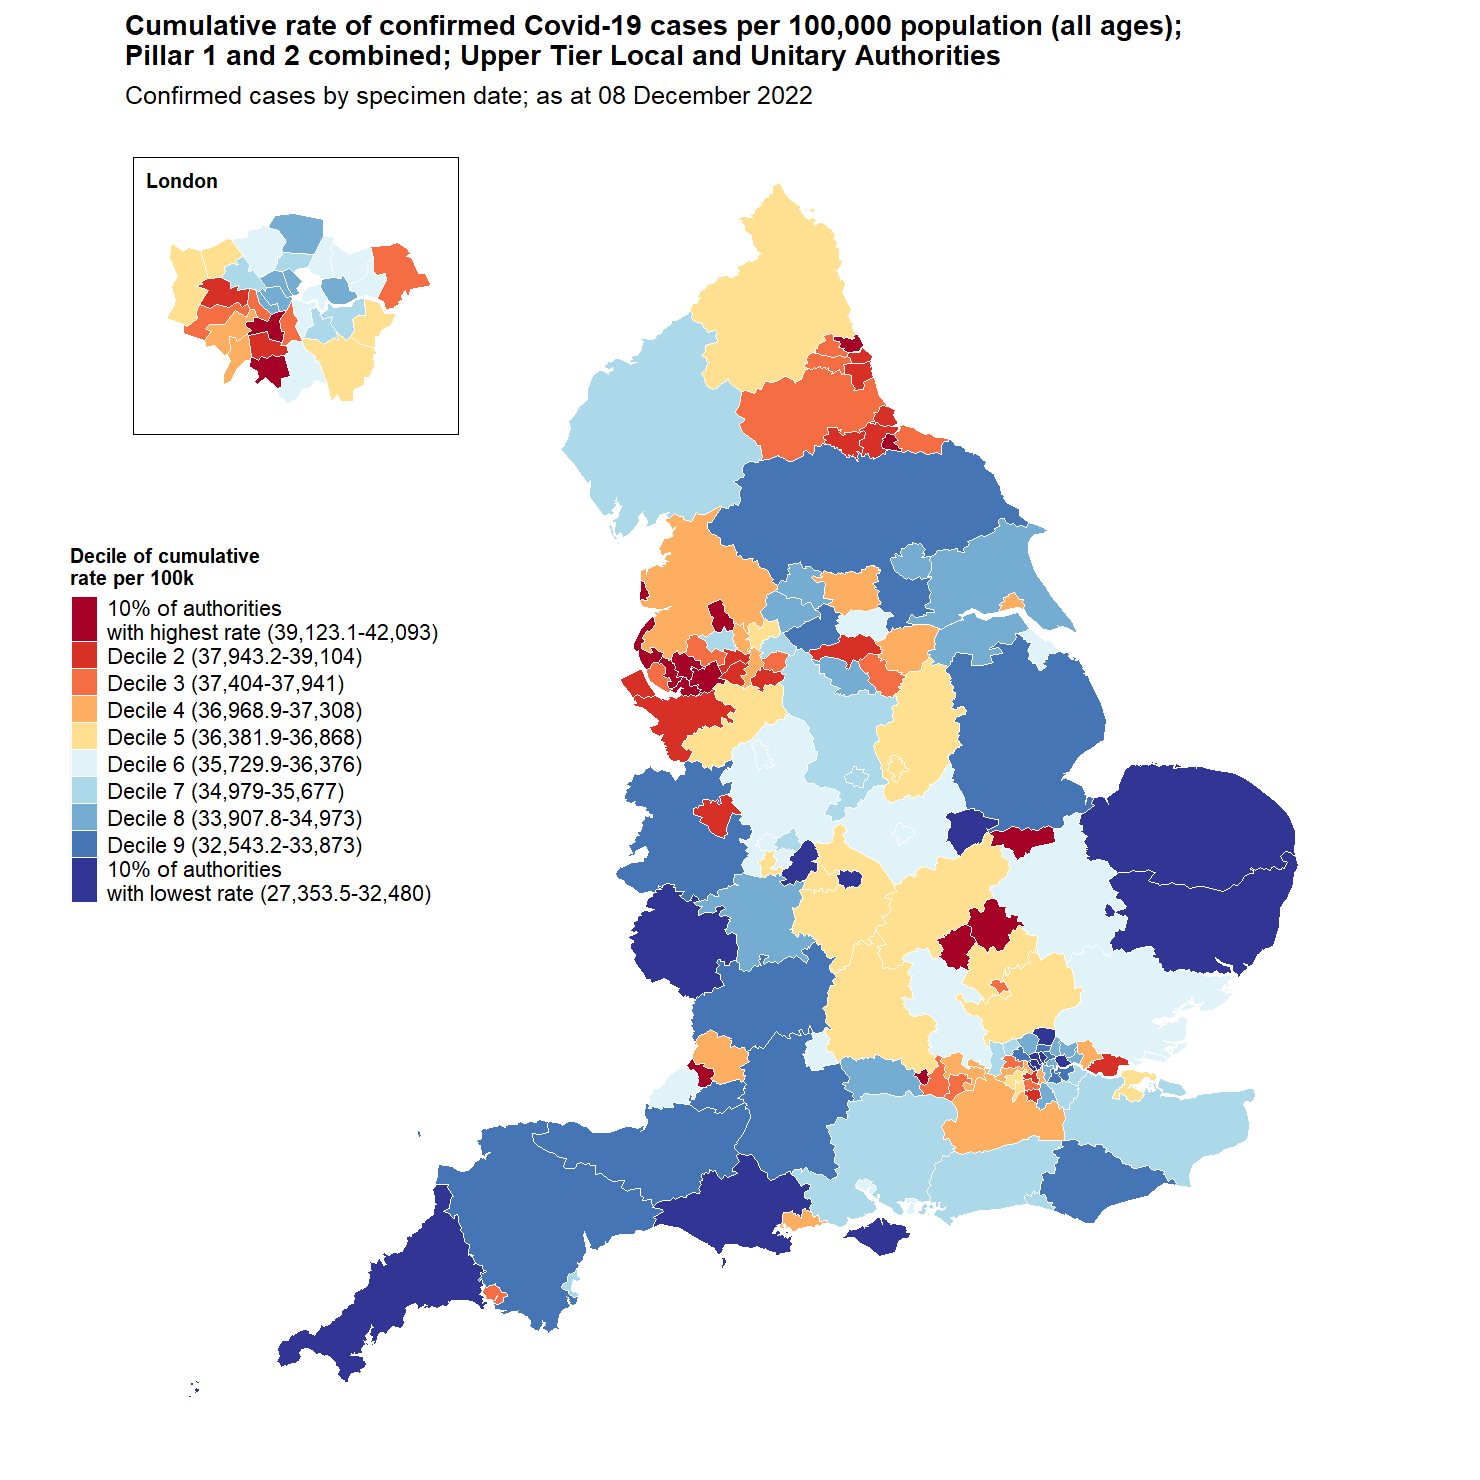 Cumulative rate of confirmed Covid-19 cases per 100,000 population (all ages);
Pillar 1 and 2 combined; Upper Tier Local and Unitary Authorities
Confirmed cases by specimen date; as at 08 December 2022
London
Decile of cumulative
rate per 100k
10% of authorities
with highest rate (39,123.1-42,093)
Decile 2 (37,943.2-39,104)
Decile 3 (37,404-37,941)
Decile 4 (36,968.9-37,308)
Decile 5 (36,381.9-36,868)
Decile 6 (35,729.9-36,376)
Decile 7 (34,979-35,677)
Decile 8 (33,907.8-34,973)
Decile 9 (32,543.2-33,873)
10% of authorities
with lowest rate (27,353.5-32,480)